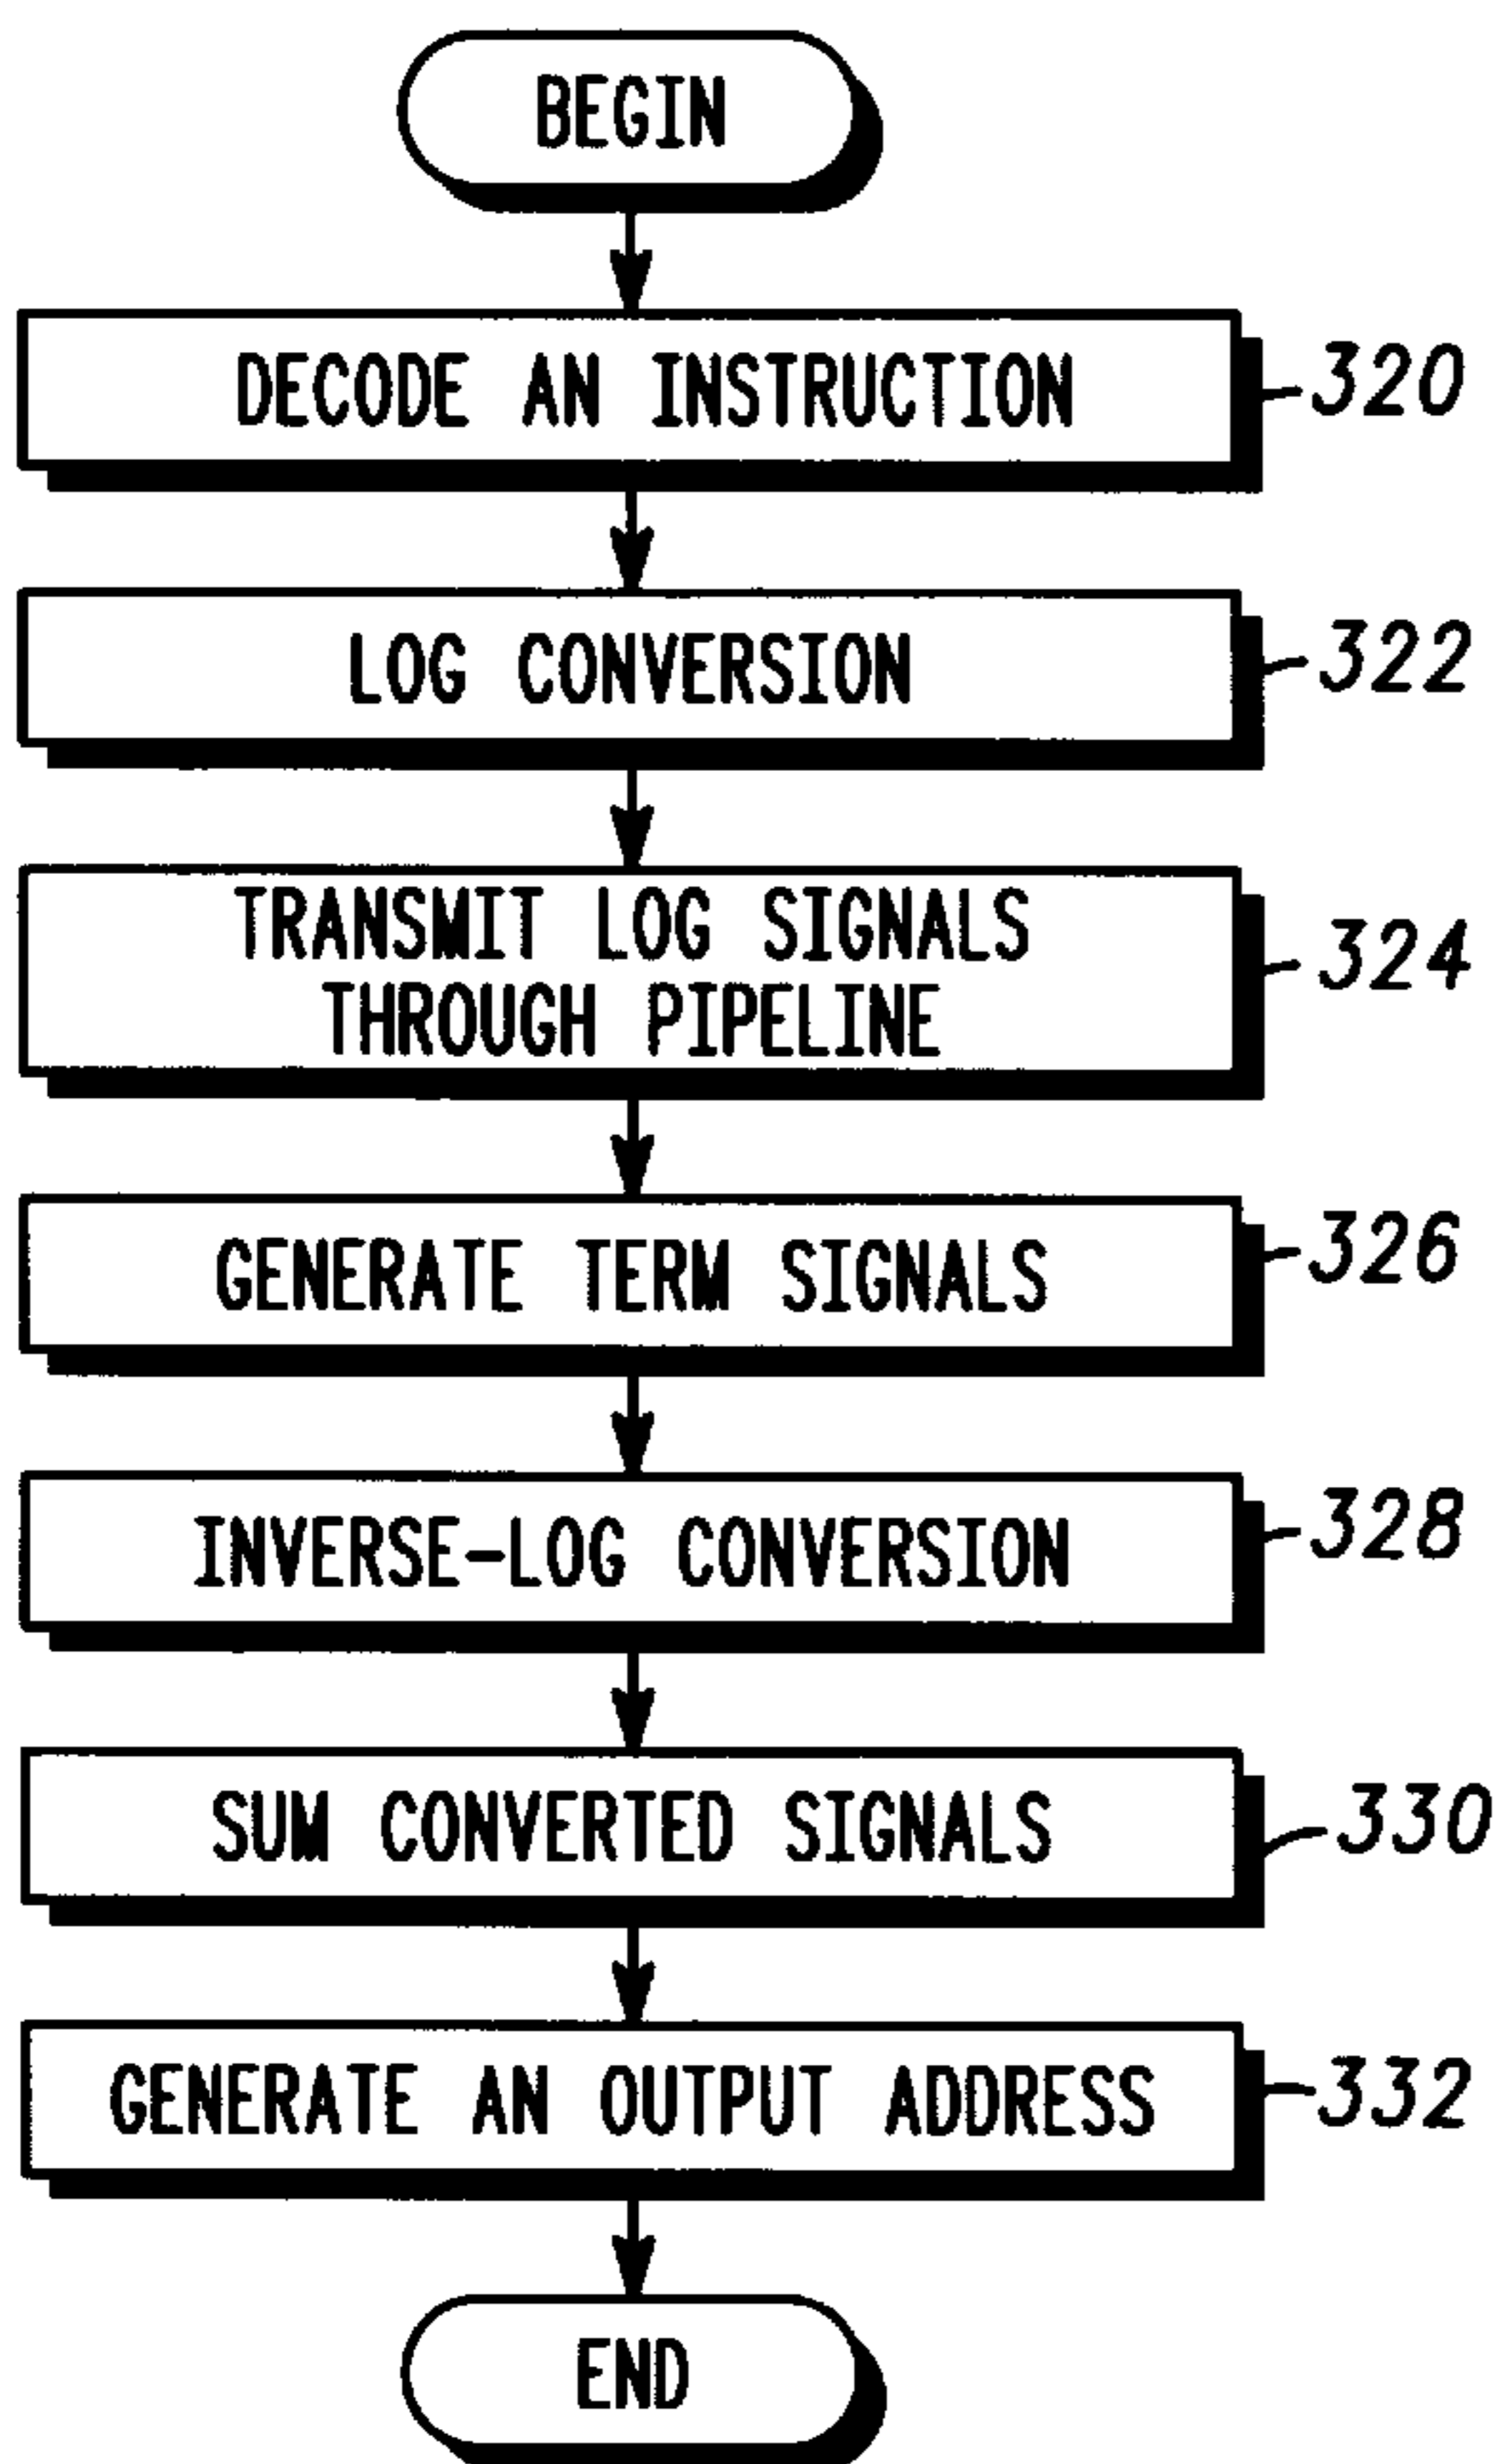 BEGIN
DECODE AN INSTRUCTION
320
LOG CONVERSION
322
TRANSMIT LOG SIGNALS
THROUGH PIPELINE
324
GENERATE TERM SIGNALS
326
INVERSE-LOG CONVERSION
328
SUM CONVERTED SIGNALS
330
GENERATE AN OUTPUT ADDRESS
332
END